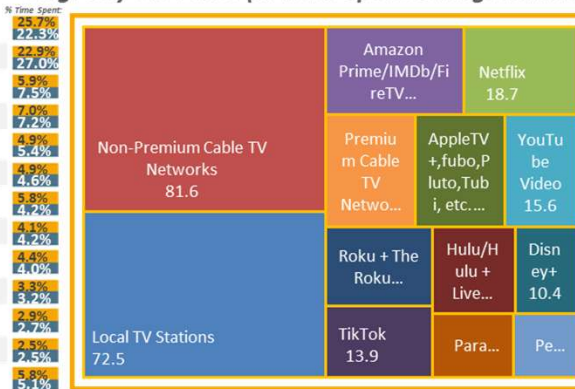 % Time Spent:
25.7%
22.3%
22.9%
27.0%
5.9%
7.5%
7.0%
7.2%
4.9%
5.4%
4.9%
4.6%
5.8%
4.2%
4.1%
4.2%
4.4%
4.0%
3.3%
3.2%
2.9%
2.7%
2.5%
2.5%
5.8%
5.1%
Non-Premium Cable TV
Networks
81.6
Local TV Stations
72.5
Amazon
Prime/IMDb/Fi
reTV...
Netflix
18.7
Premiu
m Cable
TV
Netwo...
AppleTV
+,fubo,P
luto,Tub
i, etc....
YouTu
be
Video
15.6
Roku + The
Roku...
Hulu/H
ulu +
Live...
Disn
ey+
10.4
TikTok
13.9
Para...
Pe...